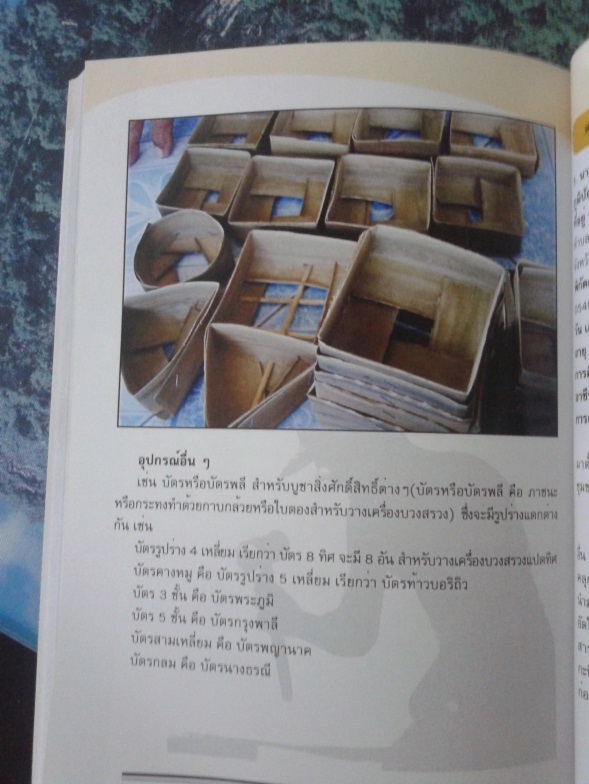 อุปกรณ์อื่น ๆ
เช่น บัตรหรือบัตรพลี สำหรับบูชาสิ่งศักดิ์สิทธิ์ต่างๆ(บัตรหรือบัตรพลี คือ ภาชนะ
หรือกระทงทำด้วยกาบกล้วยหรือใบตองสำหรับวางเครื่องบวงสรวง) ซึ่งจะมีรูปร่างแตกต่าง
กัน เช่น
บัตรรูปร่าง 4 เหลี่ยม เรียกว่า บัตร 8 ทิศ จะมี 8 อัน สำหรับวางเครื่องบวงสรวงแปดทิศ
บัตรคางหมู คือ บัตรรูปร่าง 5 เหลี่ยม เรียกว่า บัตรท้าวบอริถิว
บัตร 3 ชั้น คือ บัตรพระภูมิ
บัตร 5 ชั้น คือ บัตรกรุงพาลี
บัตรสามเหลี่ยม คือ บัตรพญานาค
บัตรกลม คือ บัตรนางธรณี